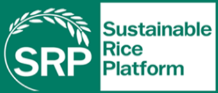 SRP
Sustainable
Rice
Platform